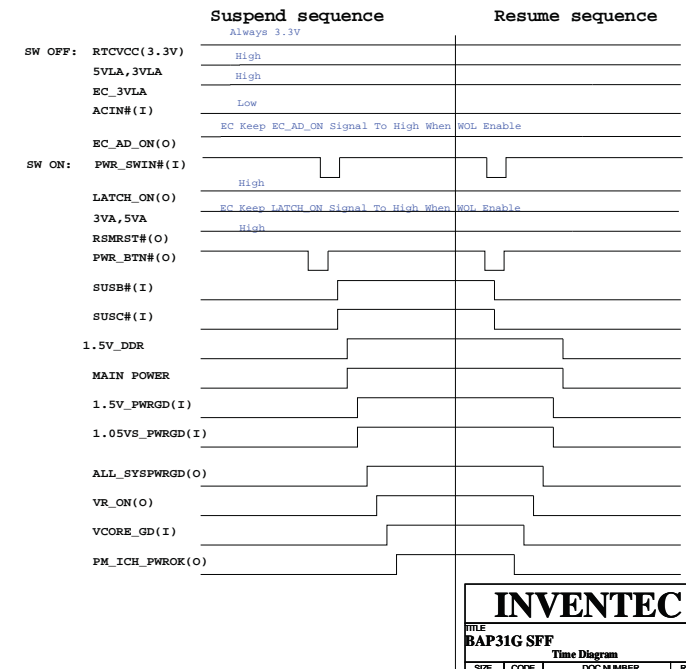 Suspend sequence Resume sequence
Always 3.3V
SW OFF: RTCVCC(3.3V)
High
5VLA,3VLA
High
EC_3VLA
Low
ACIN#(I)
EC Keep EC_AD_ON Signal To High When WOL Enable
EC_AD_ON(O)
SW ON: PWR_SWIN#(I)
High
LATCH_ON(O)
EC Keep LATCH_ON Signal To High When WOL Enable
3VA,5VA
High
RSMRST#(O)
PWR_BTN#(O)
SUSB#(I)
SUSC#(I)
1.5V_DDR
MAIN POWER
1.5V_PWRGD(I)
1.05VS_PWRGD(I)
ALL_SYSPWRGD(O)
VR_ON(O)
VCORE_GD(I)
PM_ICH_PWROK(O)
INVENTEC
TITLE
BAP31G SFF
Time Diagram
SIZE CODE DOC NUMBER R